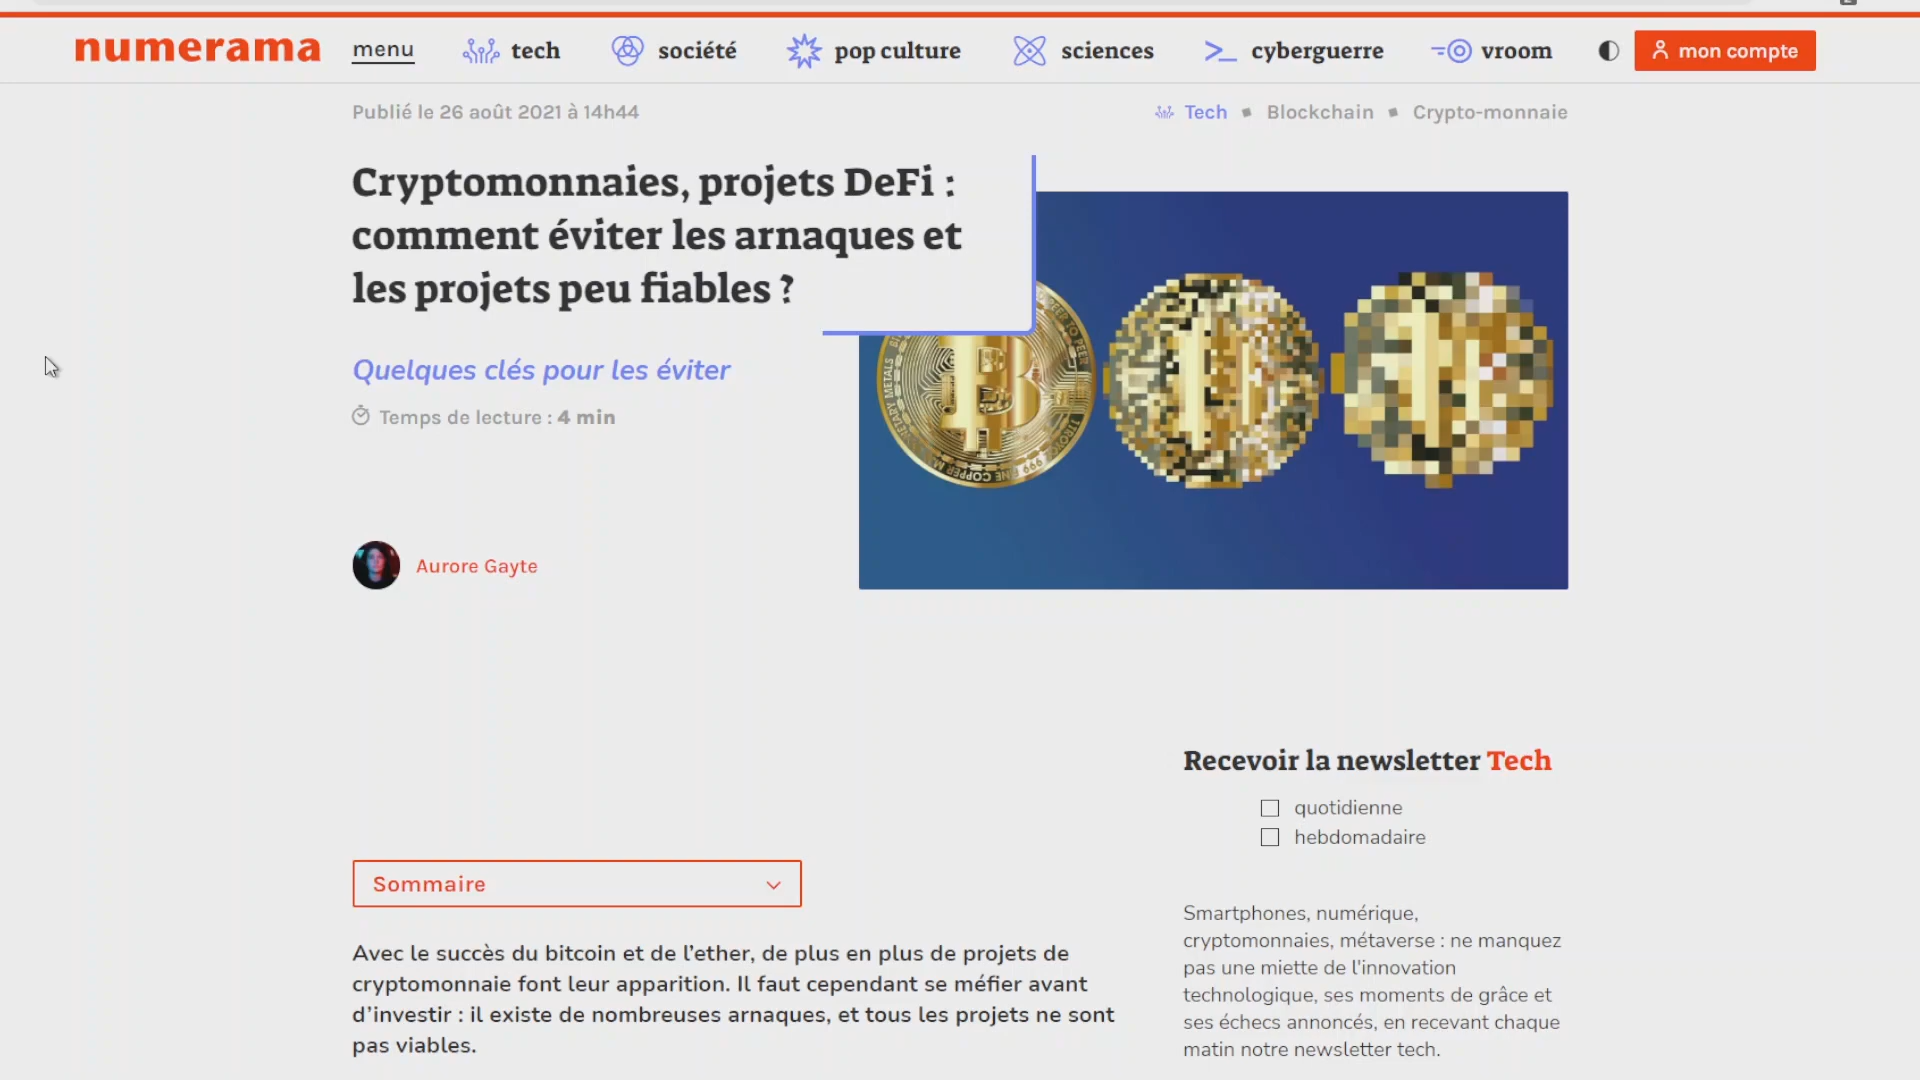 numerama
menu
tech
société
pop culture
sciences
cyberguerre
vroom
mon compte
Publié le 26 août 2021 à 14h44
Tech ▪ Blockchain ▪ Crypto-monnaie
Cryptomonnaies, projets DeFi :
comment éviter les arnaques et
les projets peu fiables ?
Quelques clés pour les éviter
Temps de lecture : 4 min
Aurore Gayte
Recevoir la newsletter Tech
quotidienne
hebdomadaire
Sommaire
Avec le succès du bitcoin et de l’ether, de plus en plus de projets de
cryptomonnaie font leur apparition. Il faut cependant se méfier avant
d’investir : il existe de nombreuses arnaques, et tous les projets ne sont
pas viables.
Smartphones, numérique,
cryptomonnaies, métaverse : ne manquez
pas une miette de l'innovation
technologique, ses moments de grâce et
ses échecs annoncés, en recevant chaque
matin notre newsletter tech.